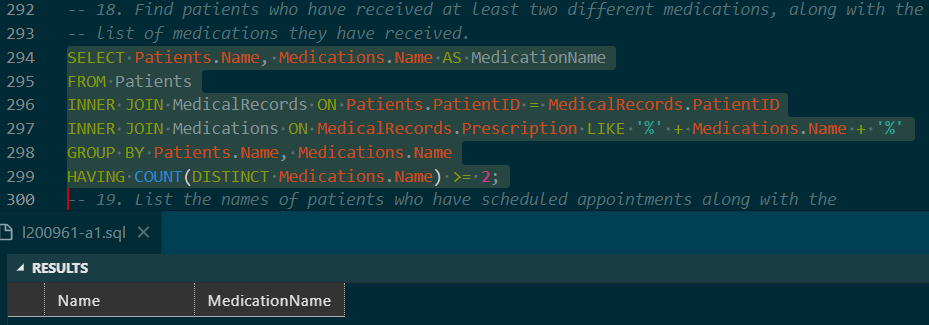 292 -- 18. Find patients who have received at least two different medications, along with the
293 -- list of medications they have received.
294 SELECT Patients.Name, Medications.Name AS MedicationName
295 FROM Patients
296 INNER JOIN MedicalRecords ON Patients.PatientID = MedicalRecords.PatientID
297 INNER JOIN Medications ON MedicalRecords.Prescription LIKE '%' + Medications.Name + '%'
298 GROUP BY Patients.Name, Medications.Name
299 HAVING COUNT(DISTINCT Medications.Name) >= 2;
300 -- 19. List the names of patients who have scheduled appointments along with the
l200961-a1.sql
RESULTS
Name MedicationName